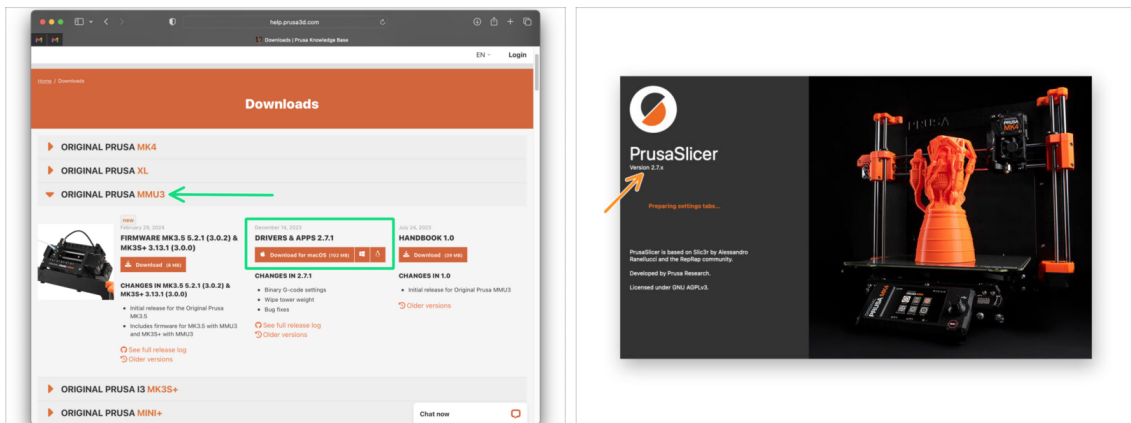 help.prusa3d.com
Downloads | Prusa Knowledge Base
EN
Login
Home / Downloads
Downloads
ORIGINAL PRUSA MK4
ORIGINAL PRUSA XL
ORIGINAL PRUSA MMU3
new
February 29, 2024
FIRMWARE MK3.5 5.2.1 (3.0.2) &
MK3S+ 3.13.1 (3.0.0)
Download (8 MB)
CHANGES IN MK3.5 5.2.1 (3.0.2) &
MK3S+ 3.13.1 (3.0.0)
Initial release for the Original Prusa
MK3.5
Includes firmware for MK3.5 with MMU3
and MK3S+ with MMU3
See full release log
Older versions
December 14, 2023
DRIVERS & APPS 2.7.1
Download for macOS (102 MB)
CHANGES IN 2.7.1
Binary G-code settings
Wipe tower weight
Bug fixes
See full release log
Older versions
July 24, 2023
HANDBOOK 1.0
Download (29 MB)
CHANGES IN 1.0
Initial release for Original Prusa MMU3
Older versions
ORIGINAL PRUSA I3 MK3S+
ORIGINAL PRUSA MINI+
Chat now
PrusaSlicer
Version 2.7.x
Preparing settings tabs...
PrusaSlicer is based on Slic3r by Alessandro
Ranellucci and the RepRap community.
Developed by Prusa Research.
Licensed under GNU AGPLv3.
PRUSA
PRUSA
MK4
PRUSA MK4